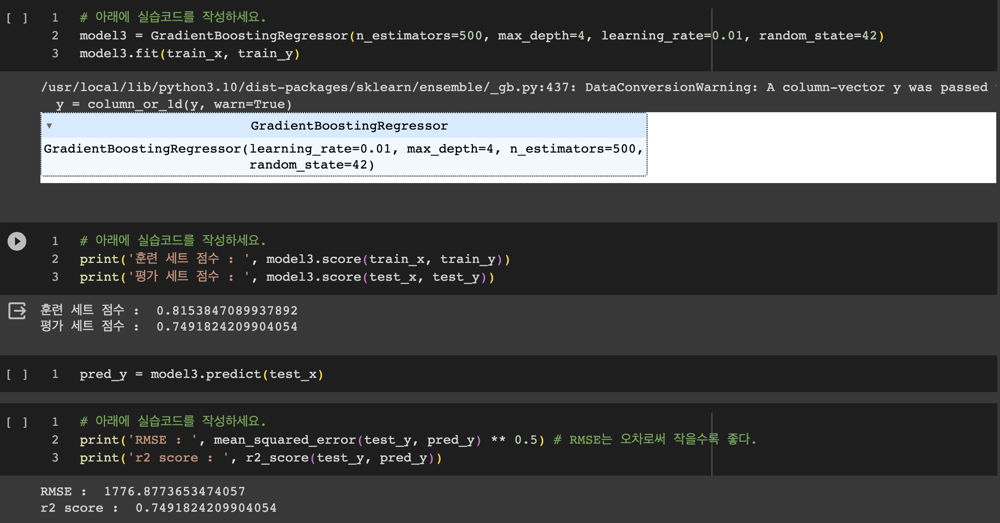 [ ] 1 # 아래에 실습코드를 작성하세요.
2 model3 = GradientBoostingRegressor(n_estimators=500, max_depth=4, learning_rate=0.01, random_state=42)
3 model3.fit(train_x, train_y)
/usr/local/lib/python3.10/dist-packages/sklearn/ensemble/_gb.py:437: DataConversionWarning: A column-vector y was passed
y = column_or_1d(y, warn=True)
▼ GradientBoostingRegressor
GradientBoostingRegressor(learning_rate=0.01, max_depth=4, n_estimators=500,
random_state=42)
1 # 아래에 실습코드를 작성하세요.
2 print('훈련 세트 점수 : ', model3.score(train_x, train_y))
3 print('평가 세트 점수 : ', model3.score(test_x, test_y))
훈련 세트 점수 :  0.8153847089937892
평가 세트 점수 :  0.7491824209904054
[ ] 1 pred_y = model3.predict(test_x)
[ ] 1 # 아래에 실습코드를 작성하세요.
2 print('RMSE : ', mean_squared_error(test_y, pred_y) ** 0.5) # RMSE는 오차로써 작을수록 좋다.
3 print('r2 score : ', r2_score(test_y, pred_y))
RMSE :  1776.8773653474057
r2 score :  0.7491824209904054